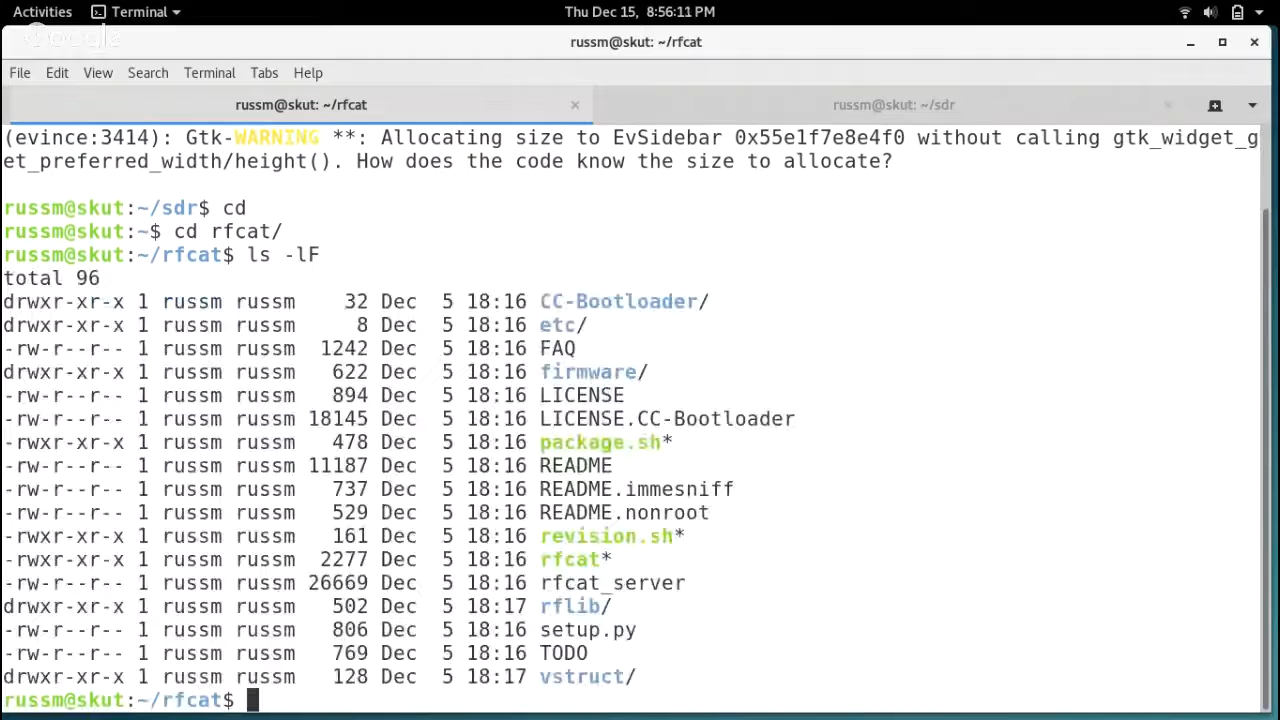 Activities Terminal Thu Dec 15, 8:56:11 PM
Google
russm@skut: ~/rfcat
File Edit View Search Terminal Tabs Help
russm@skut: ~/rfcat × russm@skut: ~/sdr ×
(evince:3414): Gtk-WARNING **: Allocating size to EvSidebar 0x55e1f7e8e4f0 without calling gtk_widget_g
et_preferred_width/height(). How does the code know the size to allocate?
russm@skut:~/sdr$ cd
russm@skut:~$ cd rfcat/
russm@skut:~/rfcat$ ls -lF
total 96
drwxr-xr-x 1 russm russm    32 Dec  5 18:16 CC-Bootloader/
drwxr-xr-x 1 russm russm     8 Dec  5 18:16 etc/
-rw-r--r-- 1 russm russm  1242 Dec  5 18:16 FAQ
drwxr-xr-x 1 russm russm   622 Dec  5 18:16 firmware/
-rw-r--r-- 1 russm russm   894 Dec  5 18:16 LICENSE
-rw-r--r-- 1 russm russm 18145 Dec  5 18:16 LICENSE.CC-Bootloader
-rwxr-xr-x 1 russm russm   478 Dec  5 18:16 package.sh*
-rw-r--r-- 1 russm russm 11187 Dec  5 18:16 README
-rw-r--r-- 1 russm russm   737 Dec  5 18:16 README.immesniff
-rw-r--r-- 1 russm russm   529 Dec  5 18:16 README.nonroot
-rwxr-xr-x 1 russm russm   161 Dec  5 18:16 revision.sh*
-rwxr-xr-x 1 russm russm  2277 Dec  5 18:16 rfcat*
-rw-r--r-- 1 russm russm 26669 Dec  5 18:16 rfcat_server
drwxr-xr-x 1 russm russm   502 Dec  5 18:17 rflib/
-rw-r--r-- 1 russm russm   806 Dec  5 18:16 setup.py
-rw-r--r-- 1 russm russm   769 Dec  5 18:16 TODO
drwxr-xr-x 1 russm russm   128 Dec  5 18:17 vstruct/
russm@skut:~/rfcat$